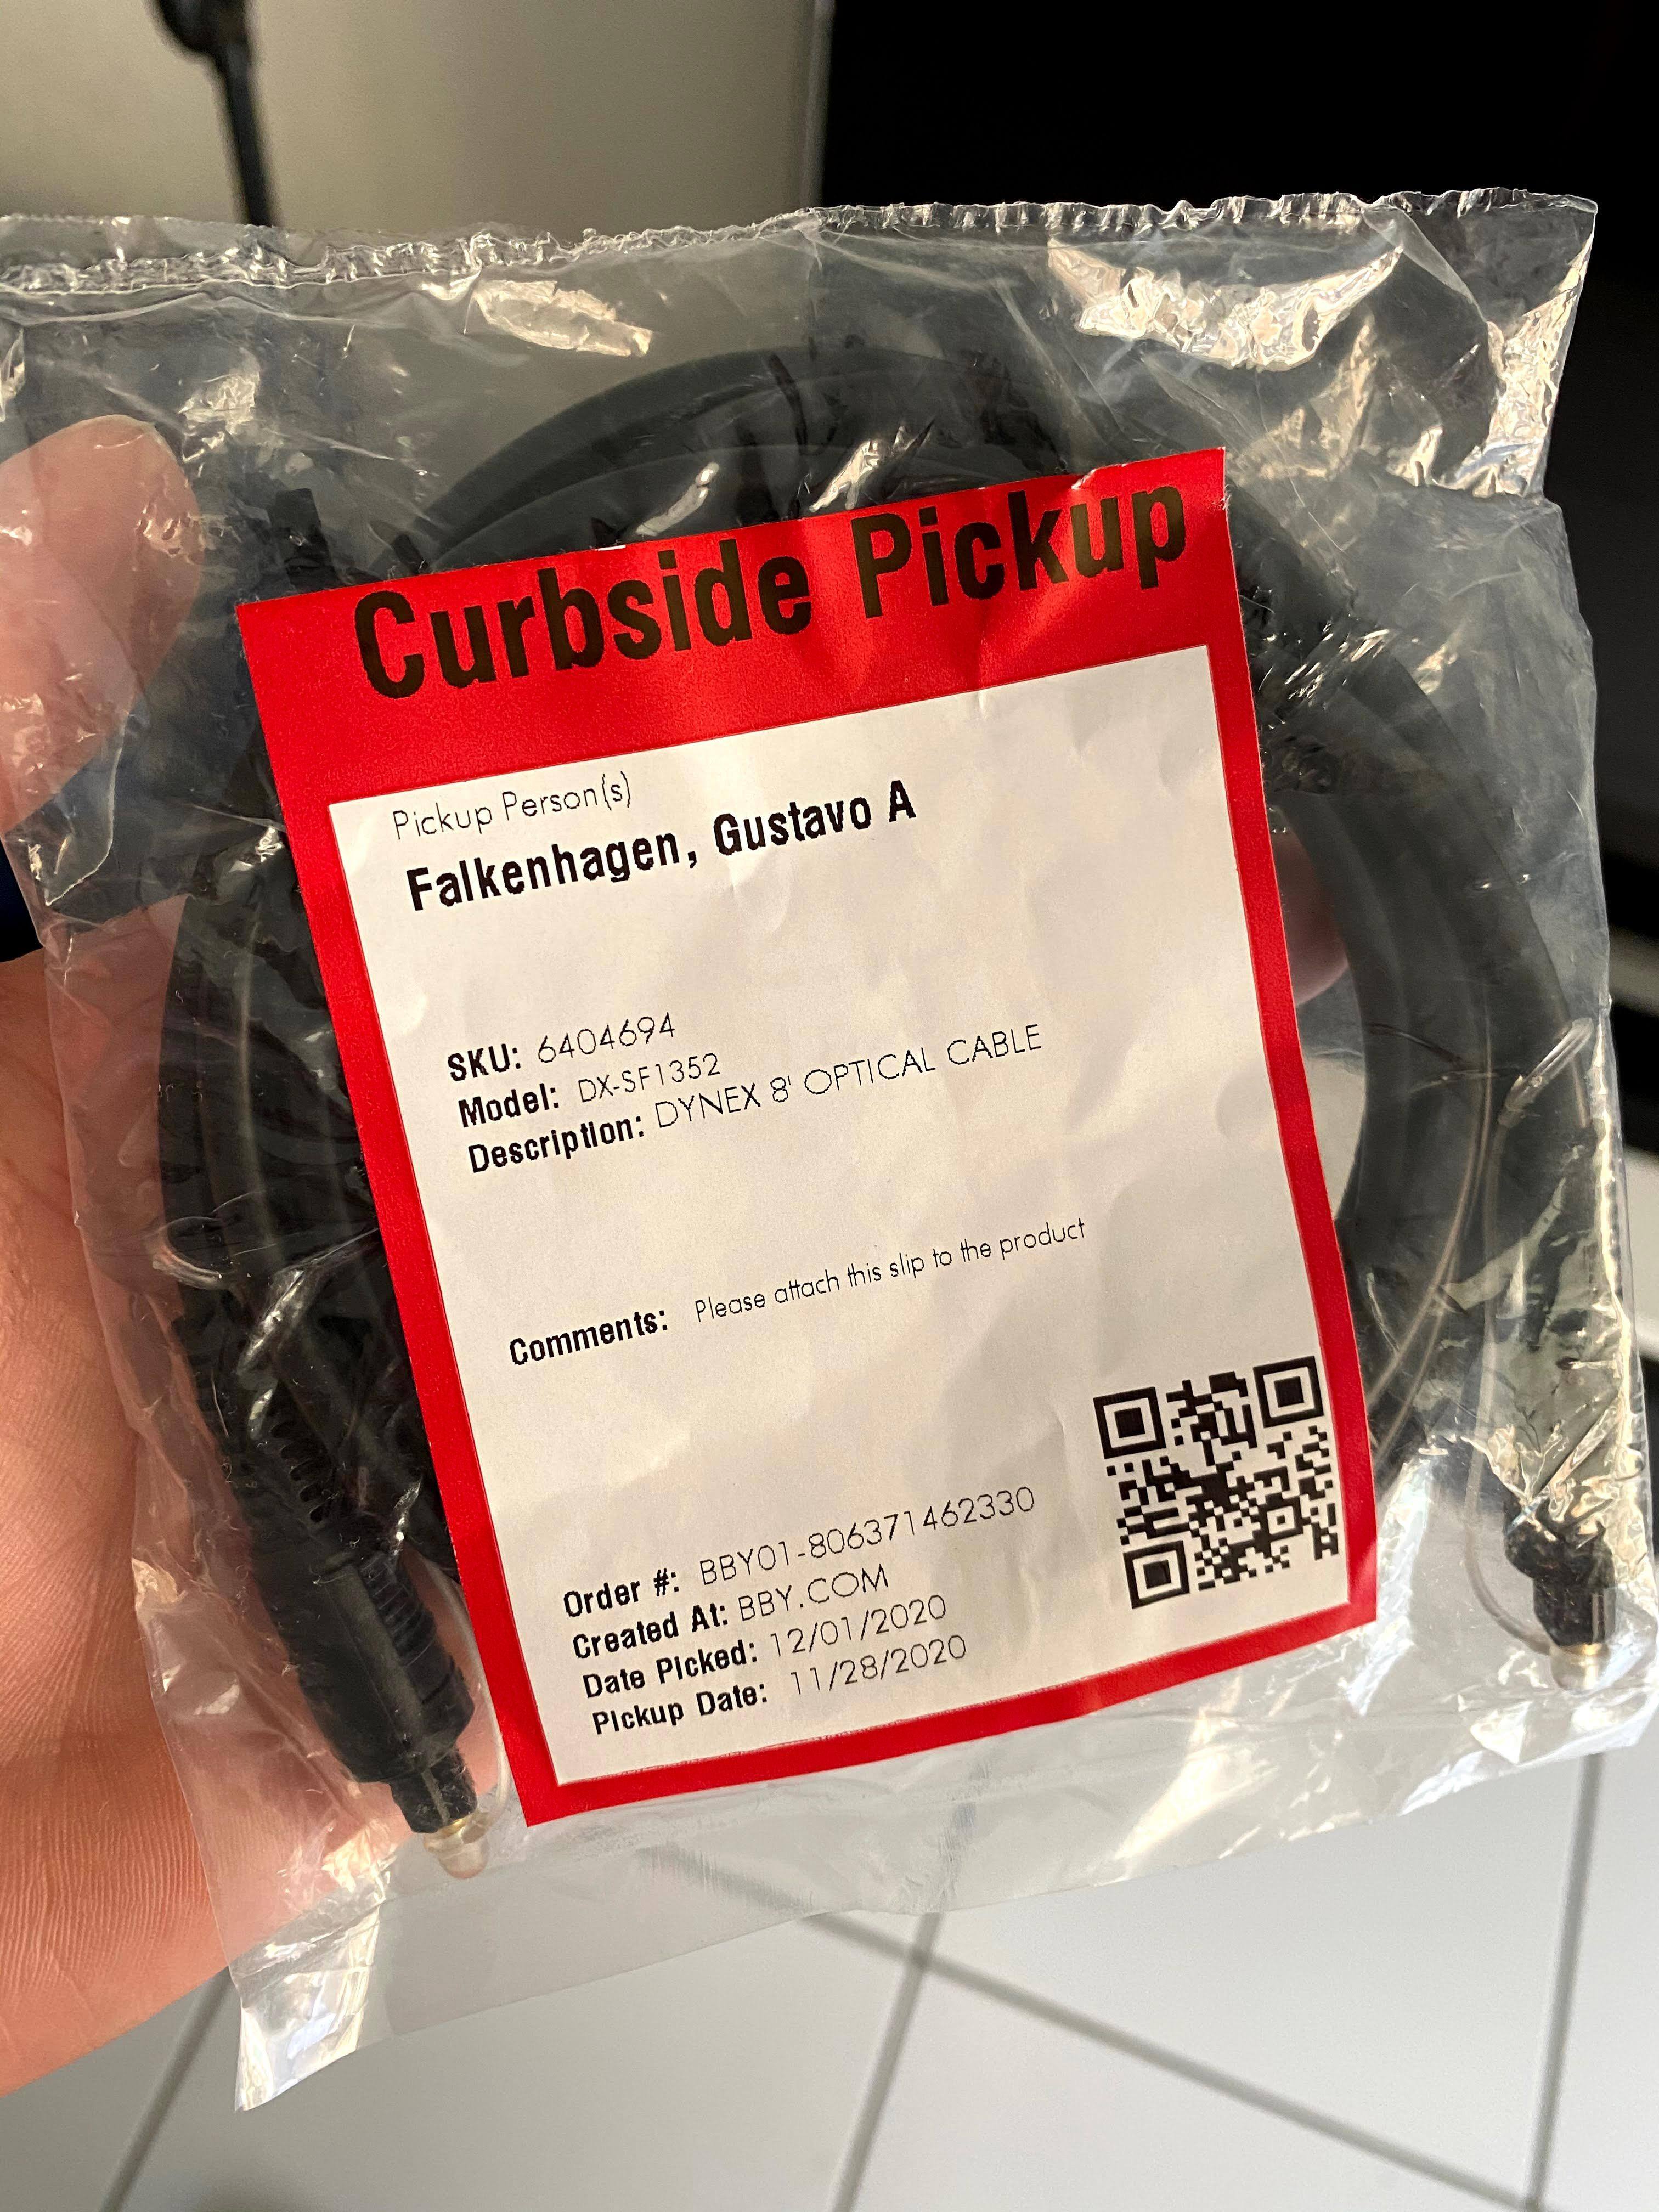 Curbside Pickup
Pickup Person(s)
Falkenhagen, Gustavo A
SKU: 6404694
Model: DX-SF1352
Description: DYNEX 8' OPTICAL CABLE
Comments: Please attach this slip to the product
Order #: BBY01-806371462330
Created At: BBY.COM
Date Picked: 12/01/2020
Pickup Date: 11/28/2020